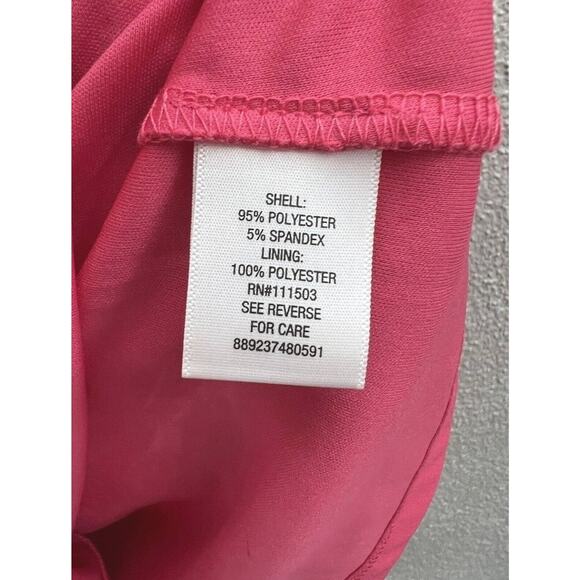 SHELL:
95% POLYESTER
5% SPANDEX
LINING:
100% POLYESTER
RN#111503
SEE REVERSE
FOR CARE
889237480591